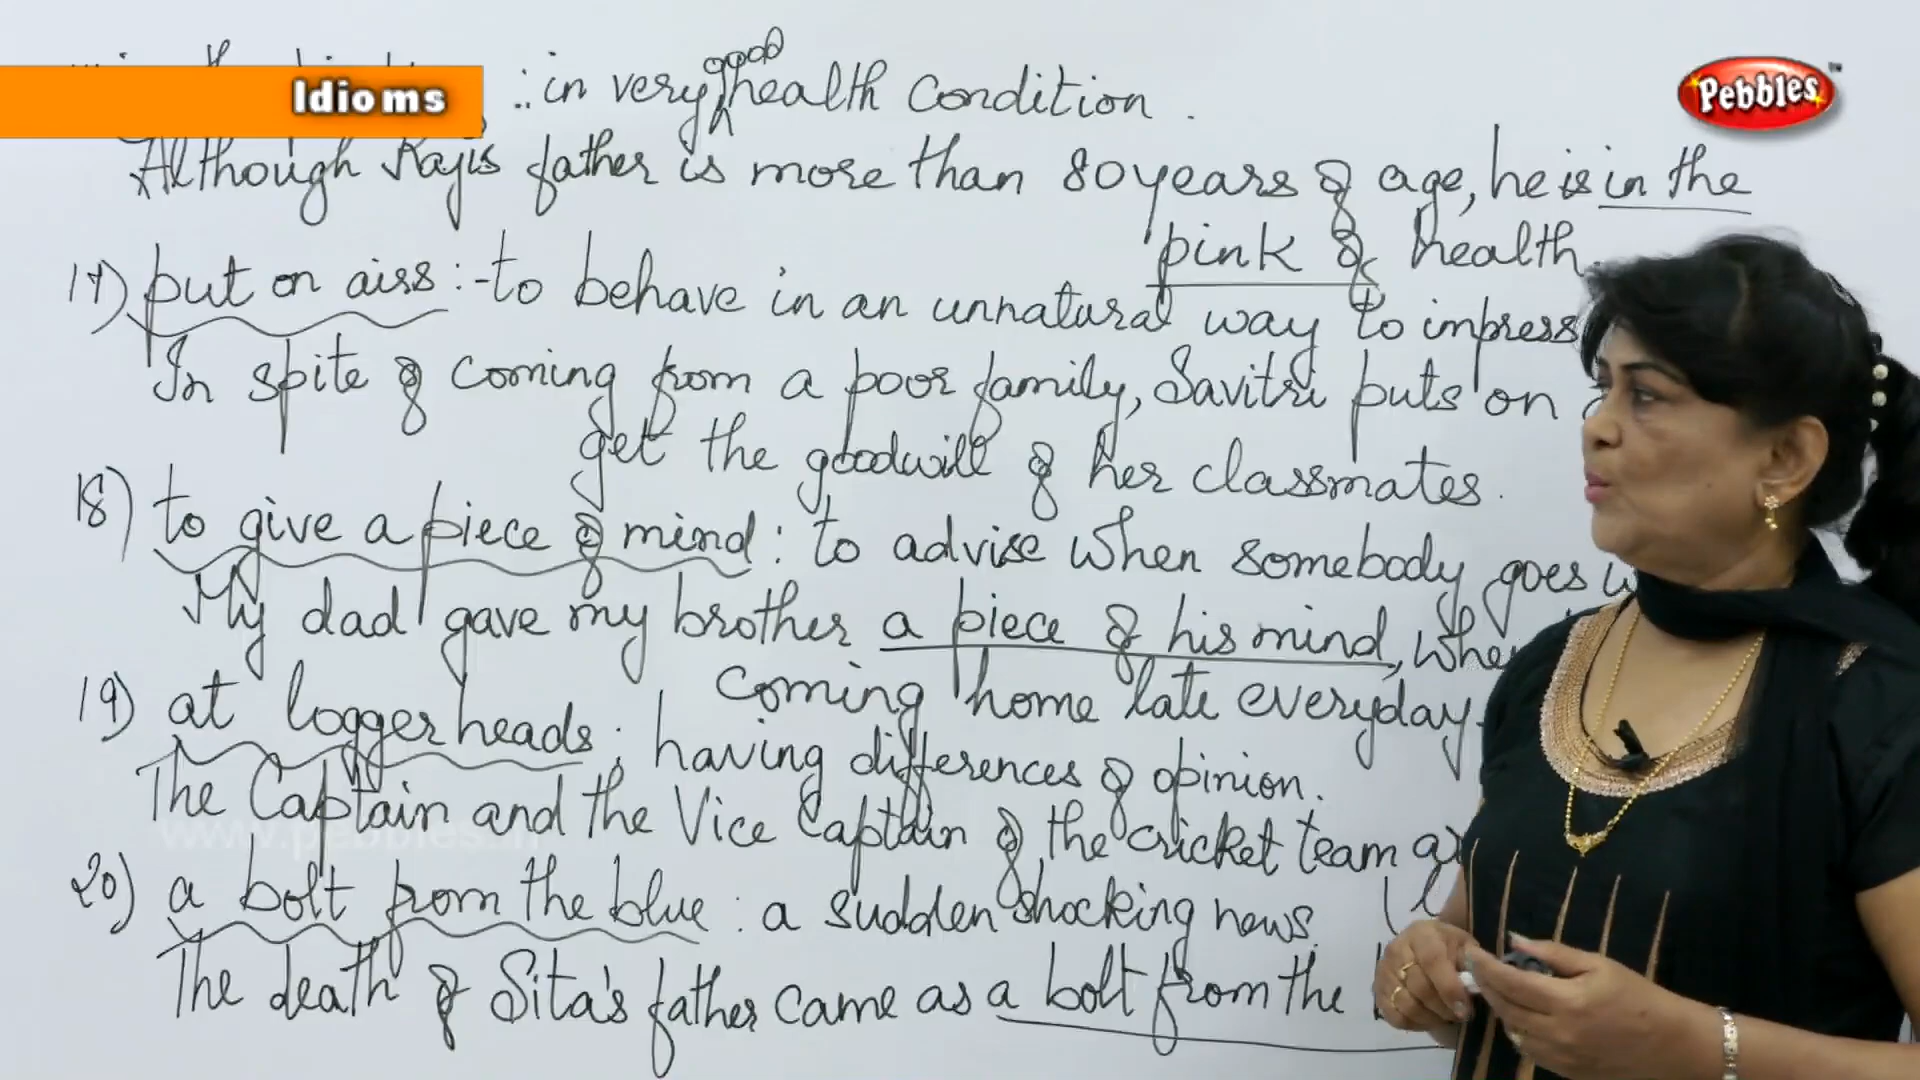 Idioms
Pebbles™
: in very good health condition.
Although Raji's father is more than 80 years of age, he is in the
pink of health.
17) put on airs :- to behave in an unnatural way to impress
In spite of coming from a poor family, Savitri puts on
get the goodwill of her classmates.
18) to give a piece of mind : to advise when somebody goes
My dad gave my brother a piece of his mind,
coming home late everyday.
19) at loggerheads : having differences of opinion.
The Captain and the Vice Captain of the cricket team
20) a bolt from the blue : a sudden shocking news.
The death of Sita's father came as a bolt from the
www.pebbles.in